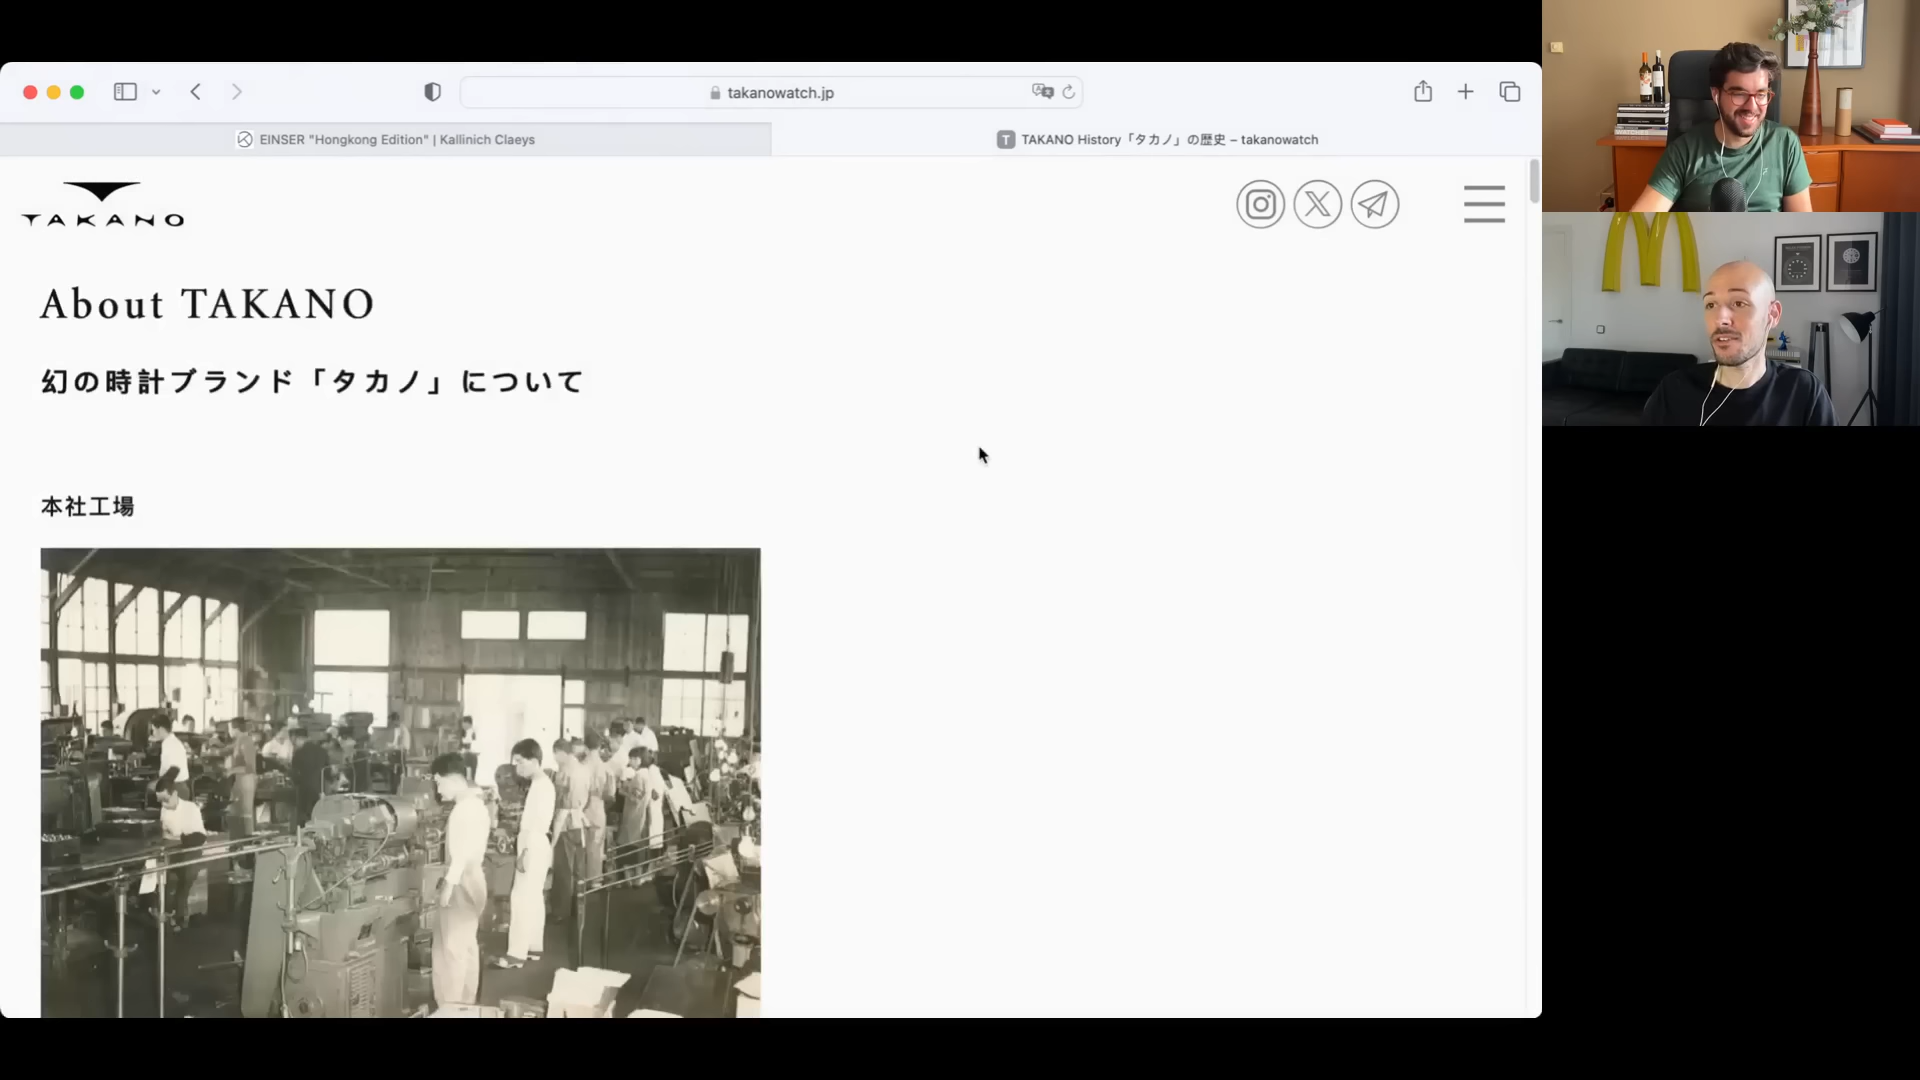 takanowatch.jp
EINSER "Hongkong Edition" | Kallinich Claeys
T TAKANO History「タカノ」の歴史 – takanowatch
TAKANO
About TAKANO
幻の時計ブランド「タカノ」について
本社工場